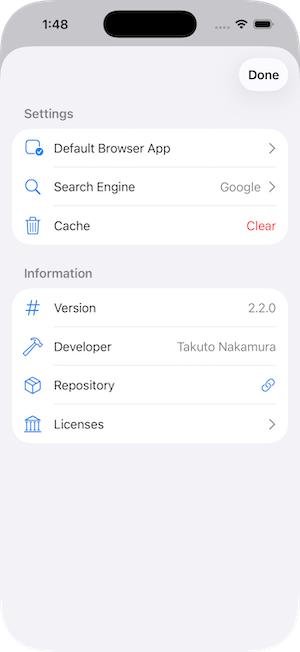 1:48
Done
Settings
Default Browser App
Search Engine Google
Cache Clear
Information
Version 2.2.0
Developer Takuto Nakamura
Repository
Licenses